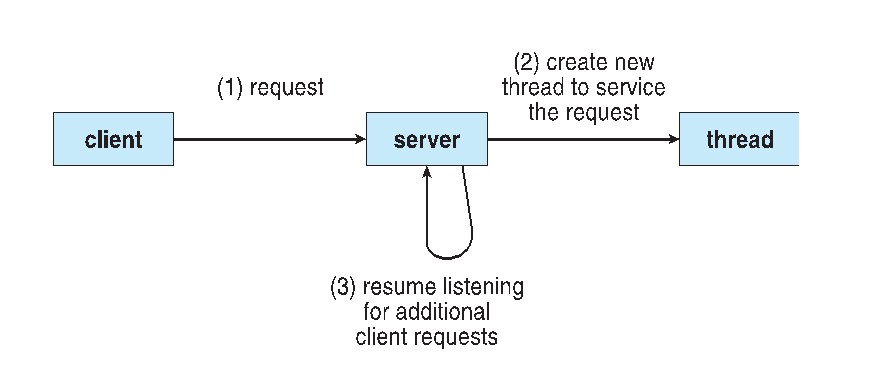 (1) request
(2) create new
thread to service
the request
client
server
thread
(3) resume listening
for additional
client requests